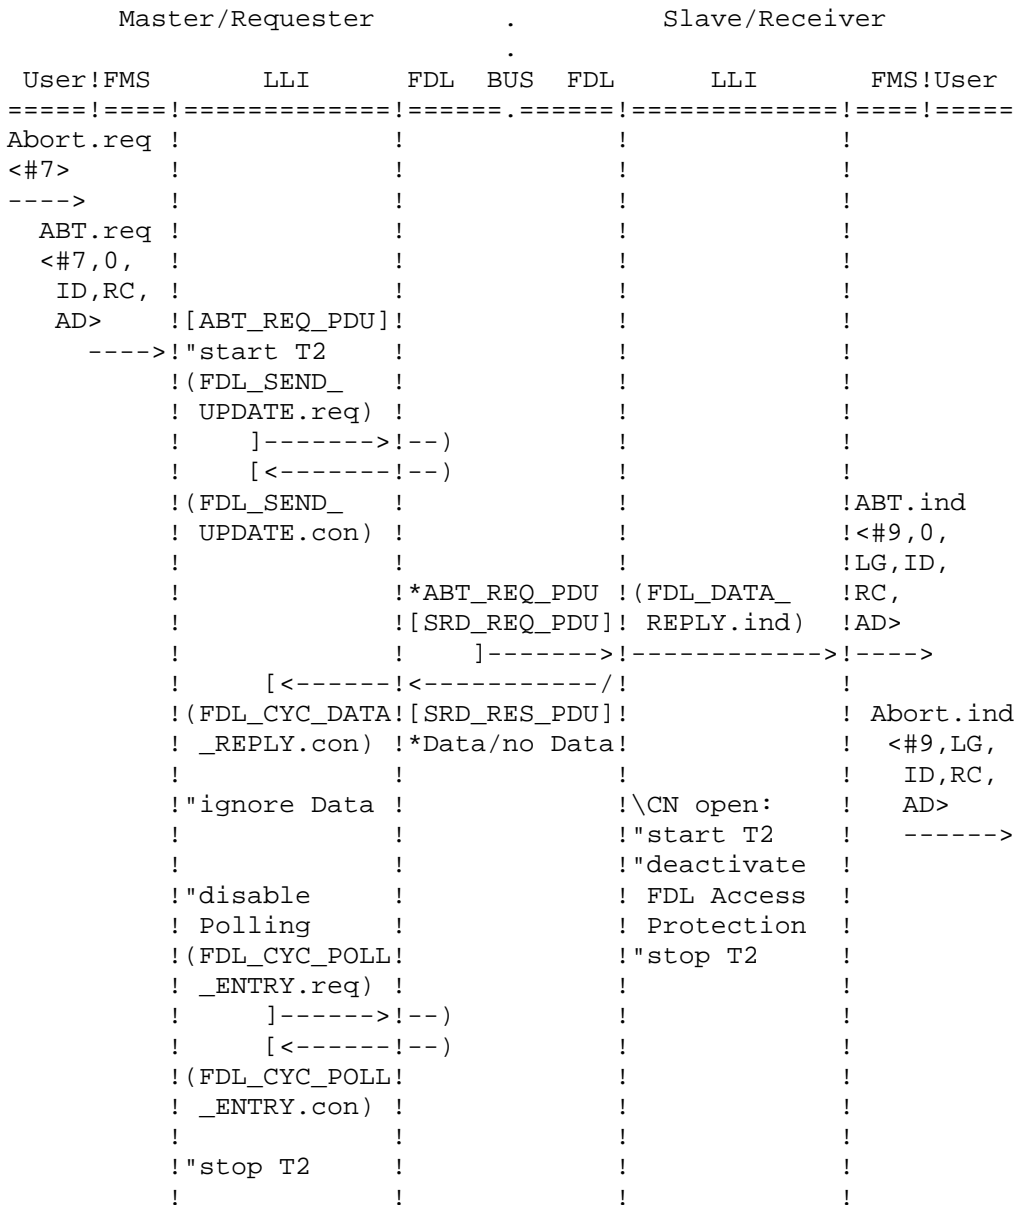 Master/Requester         .         Slave/Receiver
                                .
 User!FMS       LLI      FDL  BUS  FDL      LLI       FMS!User
=====!====!=============!======.======!=============!====!=====
Abort.req !             !             !             !
<#7>      !             !             !             !
---->     !             !             !             !
  ABT.req !             !             !             !
  <#7,0,  !             !             !             !
   ID,RC, !             !             !             !
   AD>    ![ABT_REQ_PDU]!             !             !
     ---->!"start T2    !             !             !
          !(FDL_SEND_   !             !             !
          ! UPDATE.req) !             !             !
          !    ]------->!--)          !             !
          !    [<-------!--)          !             !
          !(FDL_SEND_   !             !             !ABT.ind
          ! UPDATE.con) !             !             !<#9,0,
          !             !             !             !LG,ID,
          !             !*ABT_REQ_PDU !(FDL_DATA_   !RC,
          !             ![SRD_REQ_PDU]! REPLY.ind)  !AD>
          !             !    ]------->!------------>!---->
          !     [<------!<-----------/!             !
          !(FDL_CYC_DATA![SRD_RES_PDU]!             ! Abort.ind
          ! _REPLY.con) !*Data/no Data!             !  <#9,LG,
          !             !             !             !   ID,RC,
          !"ignore Data !             !\CN open:    !   AD>
          !             !             !"start T2    !   ------>
          !             !             !"deactivate  !
          !"disable     !             ! FDL Access  !
          ! Polling     !             ! Protection  !
          !(FDL_CYC_POLL!             !"stop T2     !
          ! _ENTRY.req) !             !             !
          !     ]------>!--)          !             !
          !     [<------!--)          !             !
          !(FDL_CYC_POLL!             !             !
          ! _ENTRY.con) !             !             !
          !             !             !             !
          !"stop T2     !             !             !
          !             !             !             !